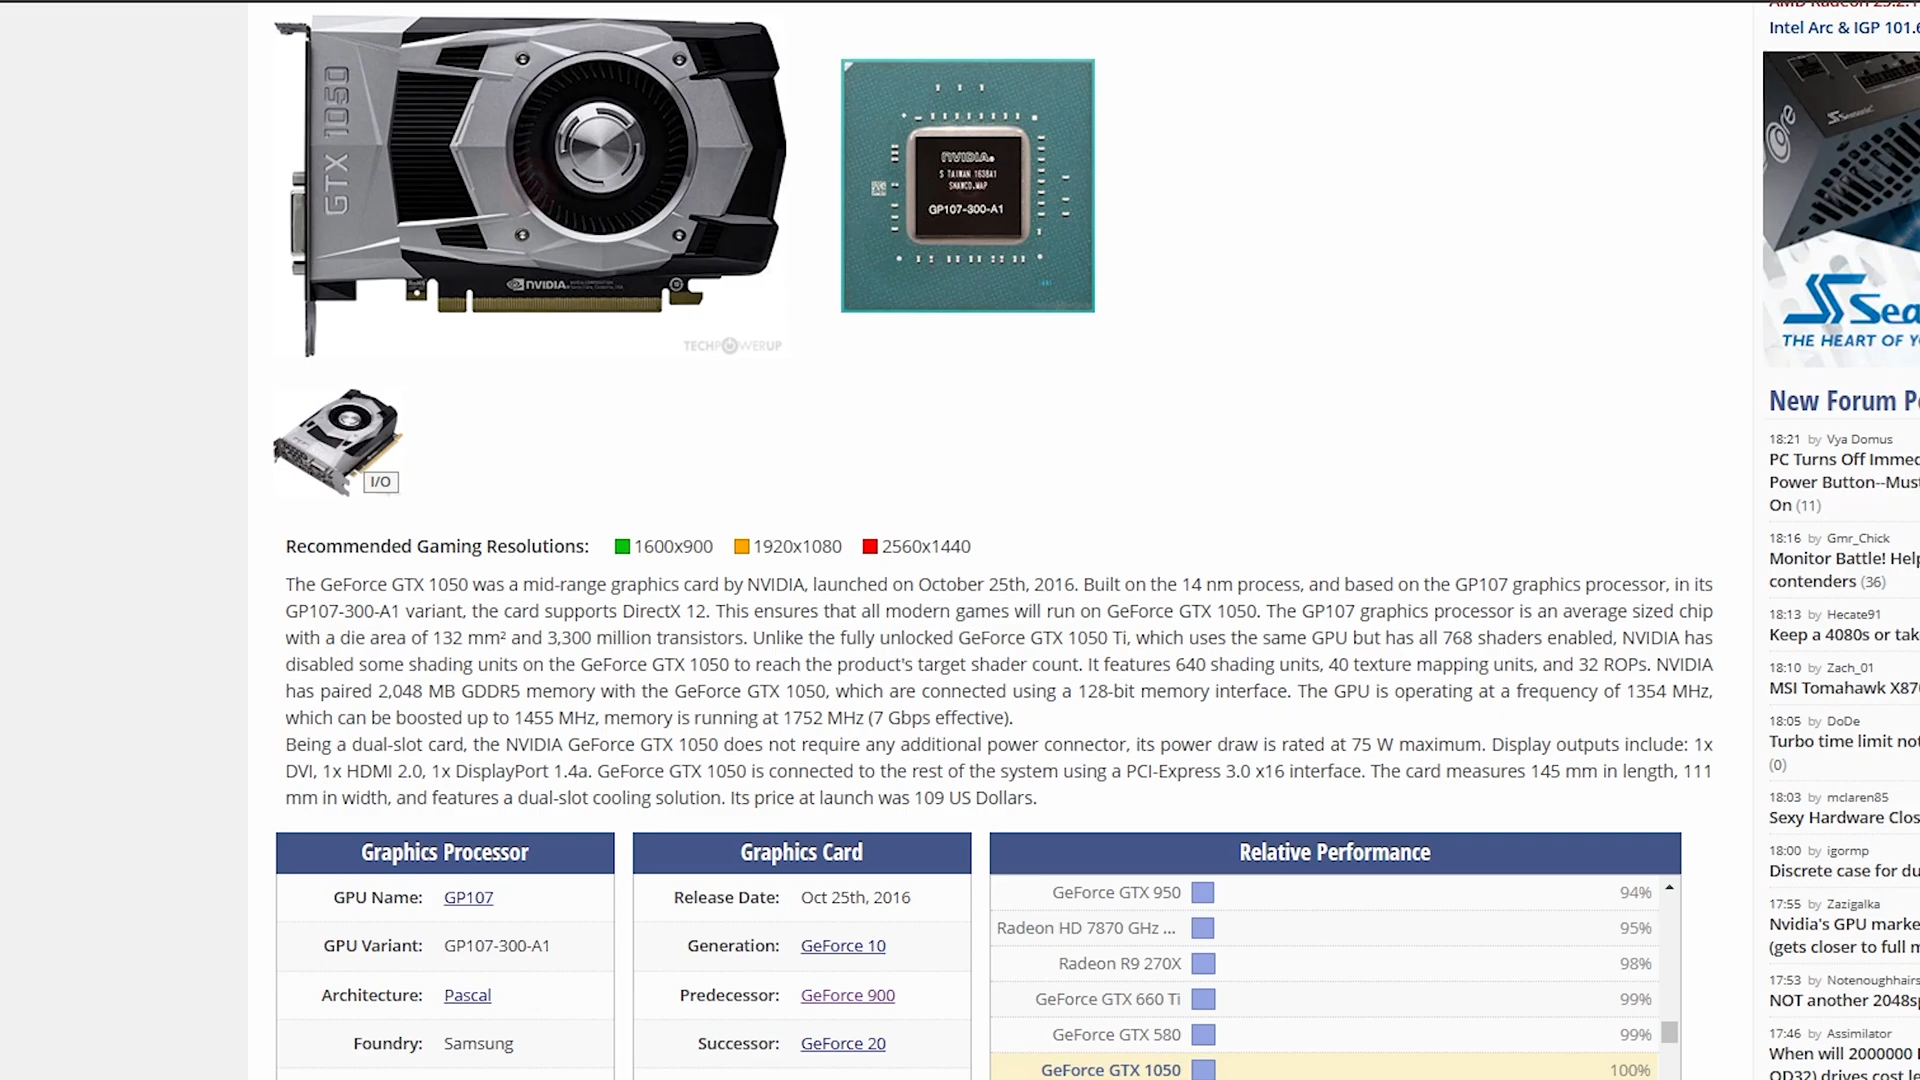 AMD Radeon 25.2.1
Intel Arc & IGP 101.6
GTX 1050
NVIDIA
TECHPOWERUP
NVIDIA
S TAIWAN 1638A1
GP107-300-A1
Seasonic
ore
Sea
THE HEART OF Y
I/O
Recommended Gaming Resolutions: 1600x900 1920x1080 2560x1440
The GeForce GTX 1050 was a mid-range graphics card by NVIDIA, launched on October 25th, 2016. Built on the 14 nm process, and based on the GP107 graphics processor, in its
GP107-300-A1 variant, the card supports DirectX 12. This ensures that all modern games will run on GeForce GTX 1050. The GP107 graphics processor is an average sized chip
with a die area of 132 mm² and 3,300 million transistors. Unlike the fully unlocked GeForce GTX 1050 Ti, which uses the same GPU but has all 768 shaders enabled, NVIDIA has
disabled some shading units on the GeForce GTX 1050 to reach the product's target shader count. It features 640 shading units, 40 texture mapping units, and 32 ROPs. NVIDIA
has paired 2,048 MB GDDR5 memory with the GeForce GTX 1050, which are connected using a 128-bit memory interface. The GPU is operating at a frequency of 1354 MHz,
which can be boosted up to 1455 MHz, memory is running at 1752 MHz (7 Gbps effective).
Being a dual-slot card, the NVIDIA GeForce GTX 1050 does not require any additional power connector, its power draw is rated at 75 W maximum. Display outputs include: 1x
DVI, 1x HDMI 2.0, 1x DisplayPort 1.4a. GeForce GTX 1050 is connected to the rest of the system using a PCI-Express 3.0 x16 interface. The card measures 145 mm in length, 111
mm in width, and features a dual-slot cooling solution. Its price at launch was 109 US Dollars.
Graphics Processor
GPU Name: GP107
GPU Variant: GP107-300-A1
Architecture: Pascal
Foundry: Samsung
Graphics Card
Release Date: Oct 25th, 2016
Generation: GeForce 10
Predecessor: GeForce 900
Successor: GeForce 20
Relative Performance
GeForce GTX 950 94%
Radeon HD 7870 GHz ... 95%
Radeon R9 270X 98%
GeForce GTX 660 Ti 99%
GeForce GTX 580 99%
GeForce GTX 1050 100%
New Forum P
18:21 by Vya Domus
PC Turns Off Immed
Power Button--Must
On (11)
18:16 by Gmr_Chick
Monitor Battle! Help
contenders (36)
18:13 by Hecate91
Keep a 4080s or tak
18:10 by Zach_01
MSI Tomahawk X87
18:05 by DoDe
Turbo time limit not
(0)
18:03 by mclaren85
Sexy Hardware Clos
18:00 by igormp
Discrete case for du
17:55 by Zazigalka
Nvidia's GPU marke
(gets closer to full m
17:53 by Notenoughhairs
NOT another 2048s
17:46 by Assimilator
When will 2000000
OD32) drives cost le